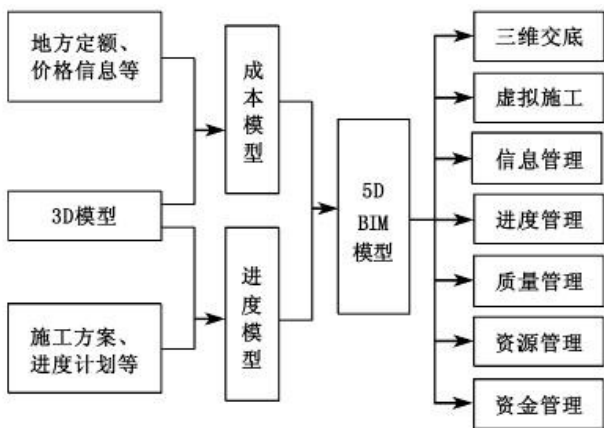 地方定额、
价格信息等
3D模型
施工方案、
进度计划等
成
本
模
型
进
度
模
型
5D
BIM
模型
三维交底
虚拟施工
信息管理
进度管理
质量管理
资源管理
资金管理